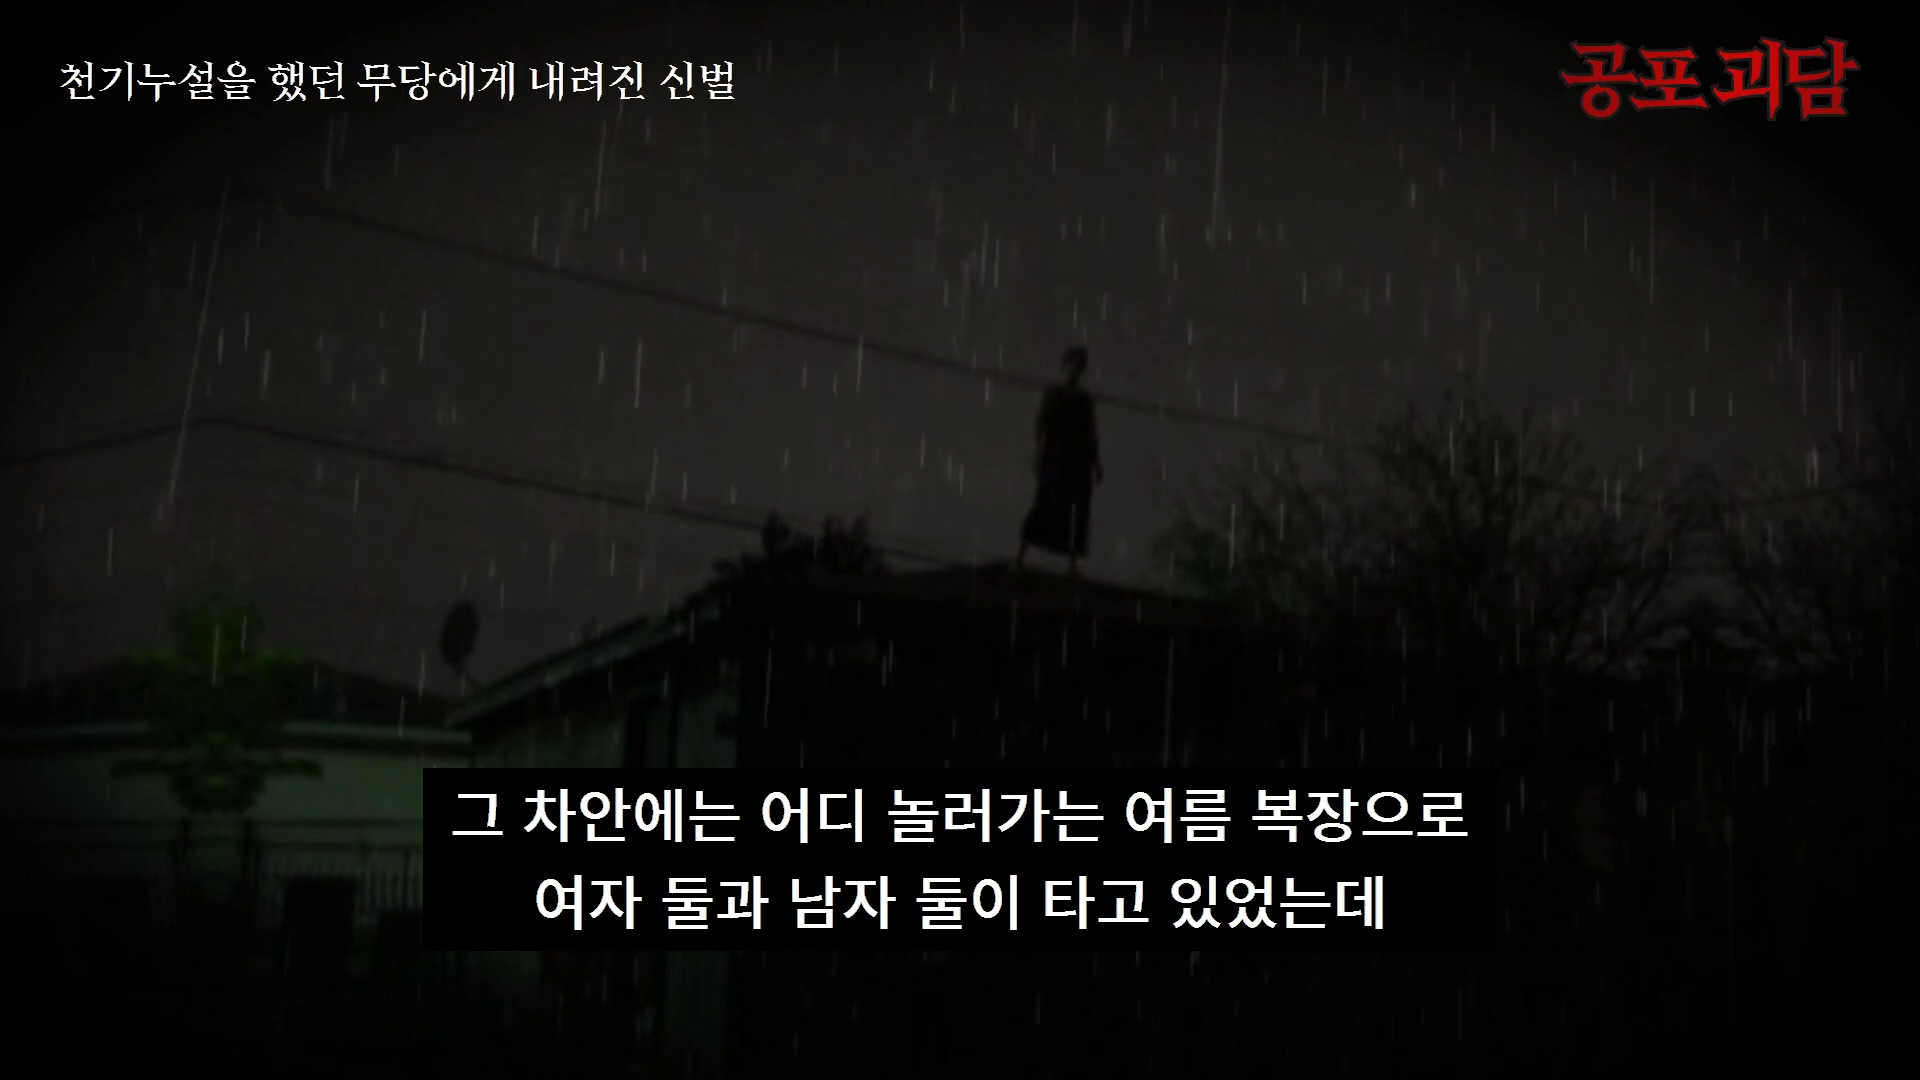 천기누설을 했던 무당에게 내려진 신벌
공포괴담
그 차안에는 어디 놀러가는 여름 복장으로
여자 둘과 남자 둘이 타고 있었는데